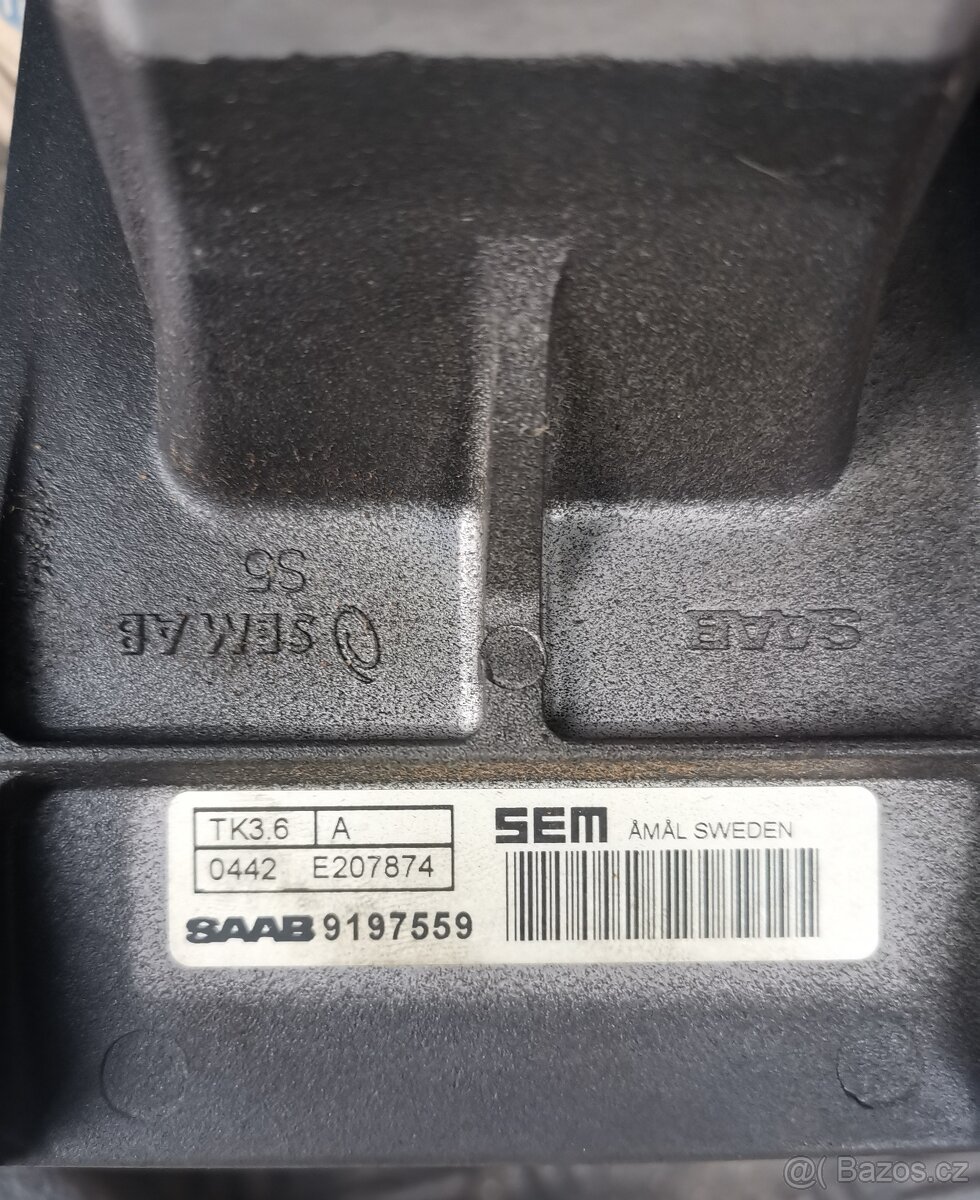 S5
SEM AB
SAAB
TK3.6 A
0442 E207874
SAAB 9197559
SEM ÅMÅL SWEDEN
@( Bazos.cz